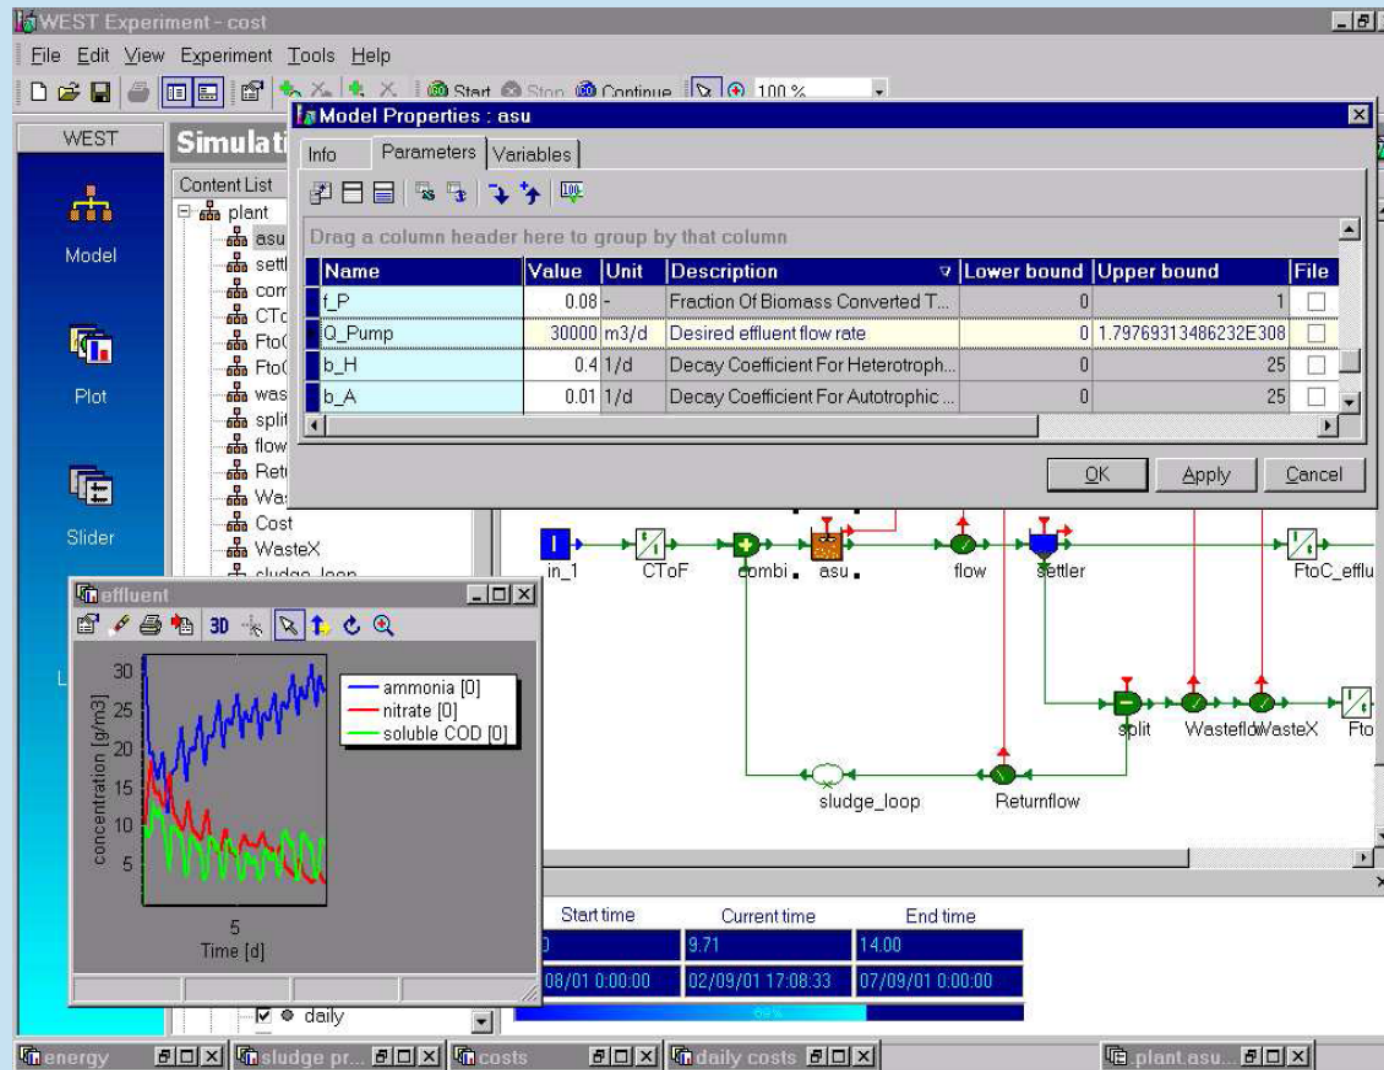 WEST Experiment - cost
File Edit View Experiment Tools Help
Start Stop Continue 100 %
Model Properties : asu
WEST
Info Parameters Variables
Content List
plant
asu
Drag a column header here to group by that column
Name Value Unit Description Lower bound Upper bound File
f_P 0.08 - Fraction Of Biomass Converted T... 0 1
Q_Pump 30000 m3/d Desired effluent flow rate 0 1.79769313486232E308
b_H 0.4 1/d Decay Coefficient For Heterotroph... 0 25
b_A 0.01 1/d Decay Coefficient For Autotrophic ... 0 25
Model
Plot
Slider
split
flow
Cost
WasteX
sludge_loop
OK Apply Cancel
in_1 CToF combi asu flow settler FtoC_efflu
split Wasteflow WasteX Fto
sludge_loop Returnflow
effluent
3D
ammonia [0]
nitrate [0]
soluble COD [0]
concentration [g/m3]
30
25
20
15
10
5
5
Time [d]
Start time Current time End time
9.71 14.00
08/01 0:00:00 02/09/01 17:08:33 07/09/01 0:00:00
69%
daily
energy sludge pr... costs daily costs .plant.asu...